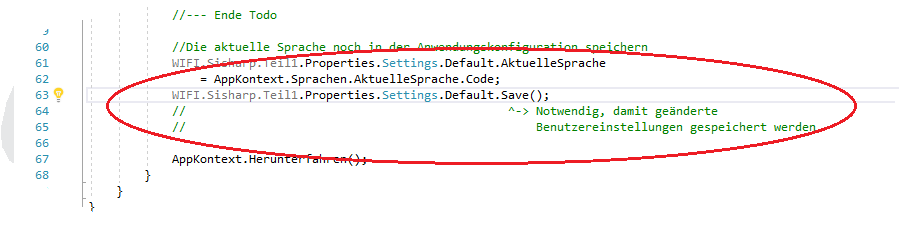 //--- Ende Todo
60 //Die aktuelle Sprache noch in der Anwendungskonfiguration speichern
61 WIFI.Sisharp.Teil1.Properties.Settings.Default.AktuelleSprache
62 = AppKontext.Sprachen.AktuelleSprache.Code;
63 WIFI.Sisharp.Teil1.Properties.Settings.Default.Save();
64 // ^-> Notwendig, damit geänderte
65 // Benutzereinstellungen gespeichert werden
67 AppKontext.Herunterfahren();
68 }
}
}